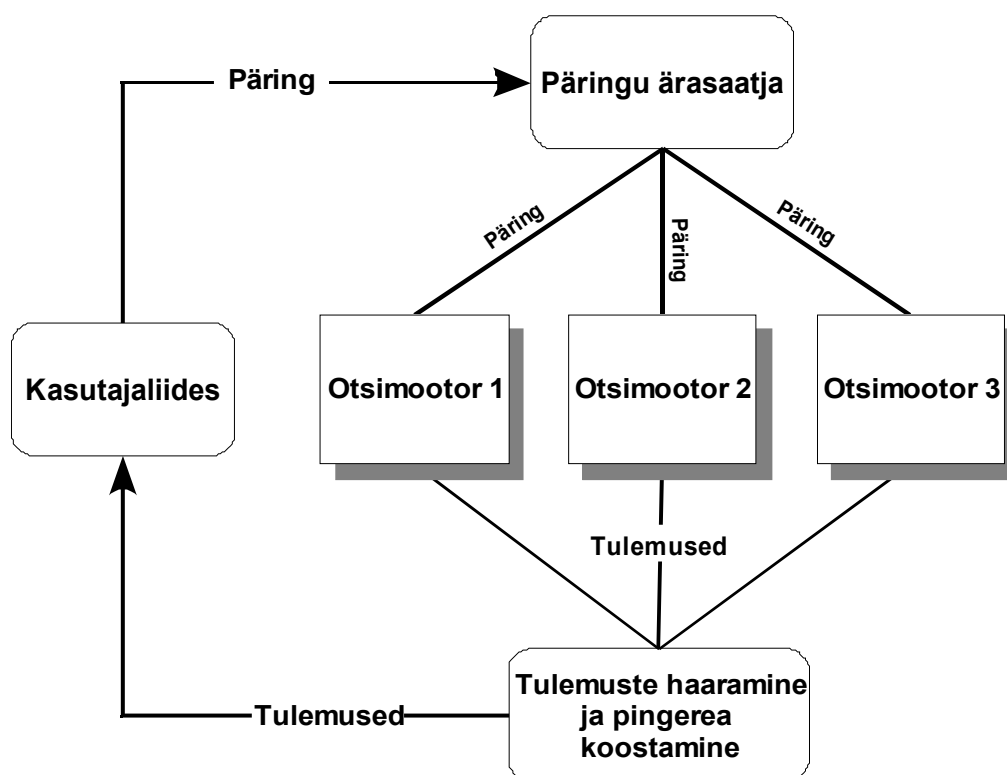 Päring
Päringu ärasaatja
Päring
Päring
Päring
Kasutajaliides
Otsimootor 1
Otsimootor 2
Otsimootor 3
Tulemused
Tulemuste haaramine
ja pingerea
koostamine
Tulemused